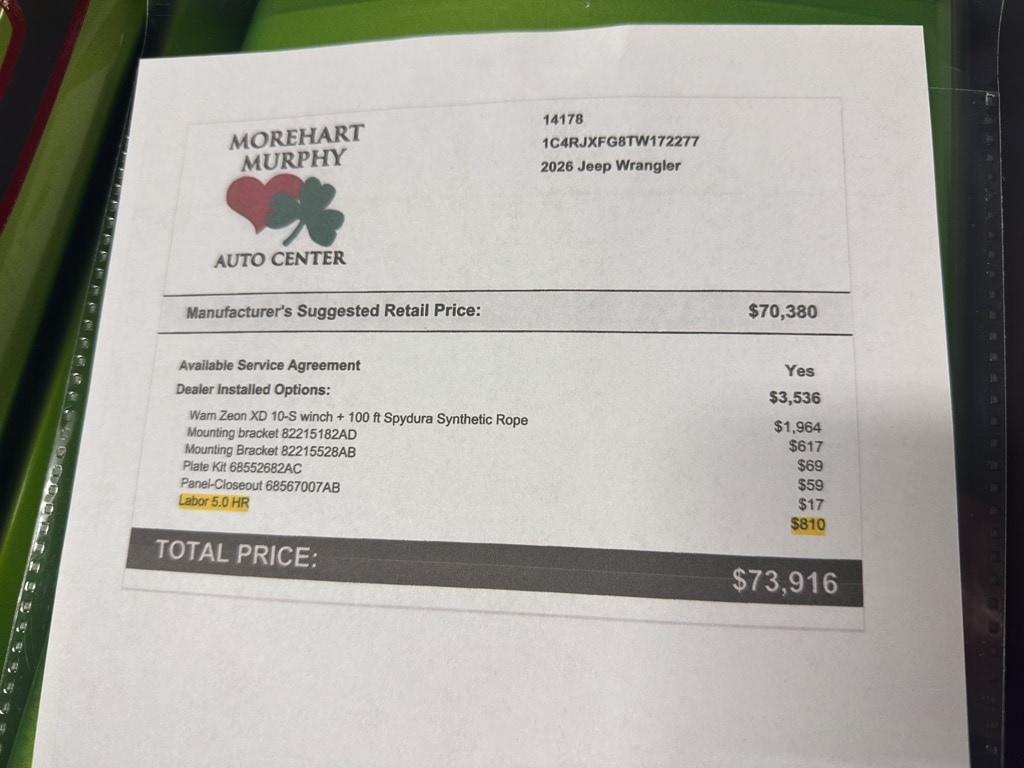 MOREHART
MURPHY
AUTO CENTER
14178
1C4RJXFG8TW172277
2026 Jeep Wrangler
Manufacturer's Suggested Retail Price: $70,380
Available Service Agreement Yes
Dealer Installed Options: $3,536
Warn Zeon XD 10-S winch + 100 ft Spydura Synthetic Rope $1,964
Mounting bracket 82215182AD $617
Mounting Bracket 82215528AB $69
Plate Kit 68552682AC $59
Panel-Closeout 68567007AB $17
Labor 5.0 HR $810
TOTAL PRICE: $73,916